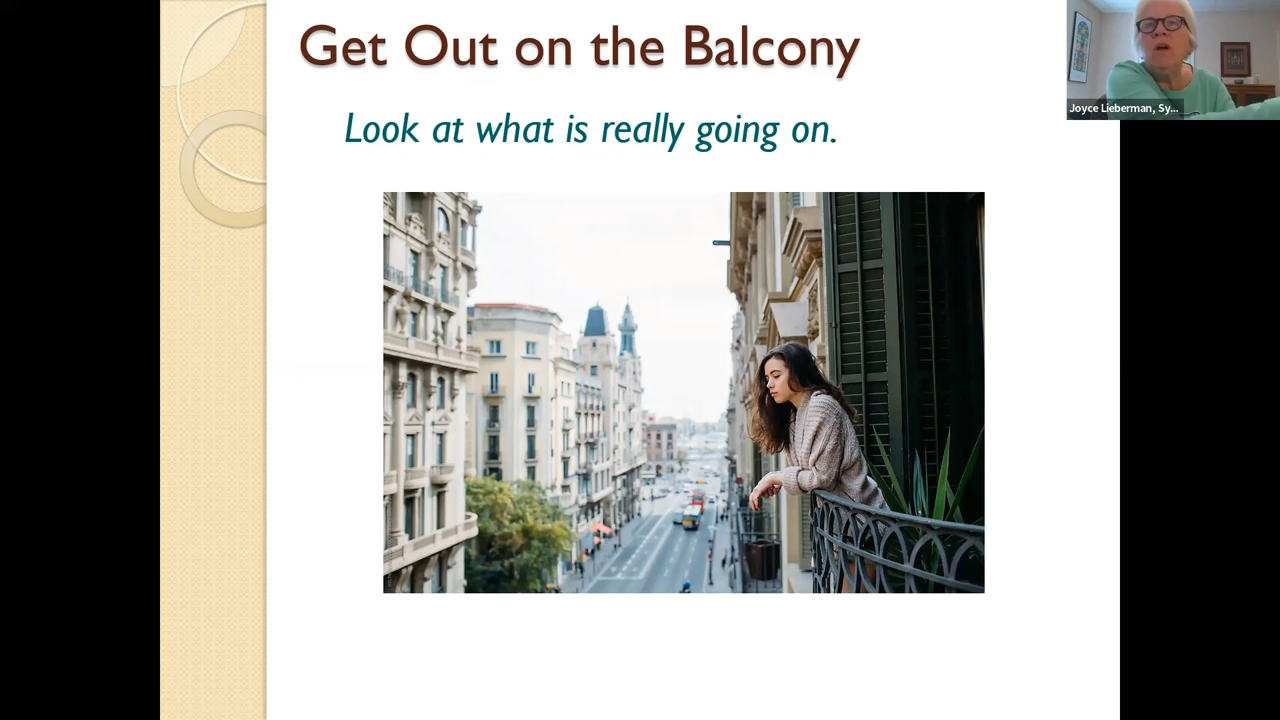 Get Out on the Balcony
Look at what is really going on.
Joyce Lieberman, Sy...